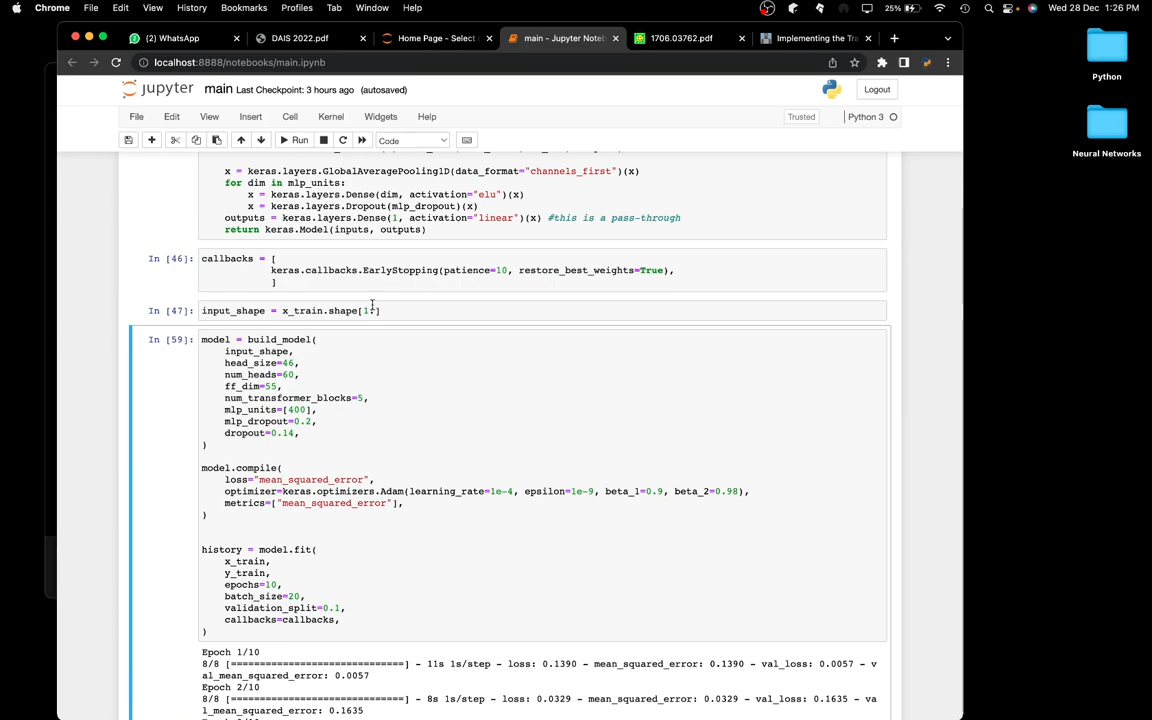 Chrome File Edit View History Bookmarks Profiles Tab Window Help 25% Wed 28 Dec 1:26 PM
(2) WhatsApp DAIS 2022.pdf Home Page - Select main - Jupyter Noteb 1706.03762.pdf Implementing the Tra
localhost:8888/notebooks/main.ipynb
jupyter main Last Checkpoint: 3 hours ago (autosaved) Logout
File Edit View Insert Cell Kernel Widgets Help Trusted Python 3
Run Code
x = keras.layers.GlobalAveragePooling1D(data_format="channels_first")(x)
for dim in mlp_units:
x = keras.layers.Dense(dim, activation="elu")(x)
x = keras.layers.Dropout(mlp_dropout)(x)
outputs = keras.layers.Dense(1, activation="linear")(x) #this is a pass-through
return keras.Model(inputs, outputs)
In [46]: callbacks = [
keras.callbacks.EarlyStopping(patience=10, restore_best_weights=True),
]
In [47]: input_shape = x_train.shape[1:]
In [59]: model = build_model(
input_shape,
head_size=46,
num_heads=60,
ff_dim=55,
num_transformer_blocks=5,
mlp_units=[400],
mlp_dropout=0.2,
dropout=0.14,
)
model.compile(
loss="mean_squared_error",
optimizer=keras.optimizers.Adam(learning_rate=1e-4, epsilon=1e-9, beta_1=0.9, beta_2=0.98),
metrics=["mean_squared_error"],
)
history = model.fit(
x_train,
y_train,
epochs=10,
batch_size=20,
validation_split=0.1,
callbacks=callbacks,
)
Epoch 1/10
8/8 [==============================] - 11s 1s/step - loss: 0.1390 - mean_squared_error: 0.1390 - val_loss: 0.0057 - v
al_mean_squared_error: 0.0057
Epoch 2/10
8/8 [==============================] - 8s 1s/step - loss: 0.0329 - mean_squared_error: 0.0329 - val_loss: 0.1635 - va
l_mean_squared_error: 0.1635
Python
Neural Networks